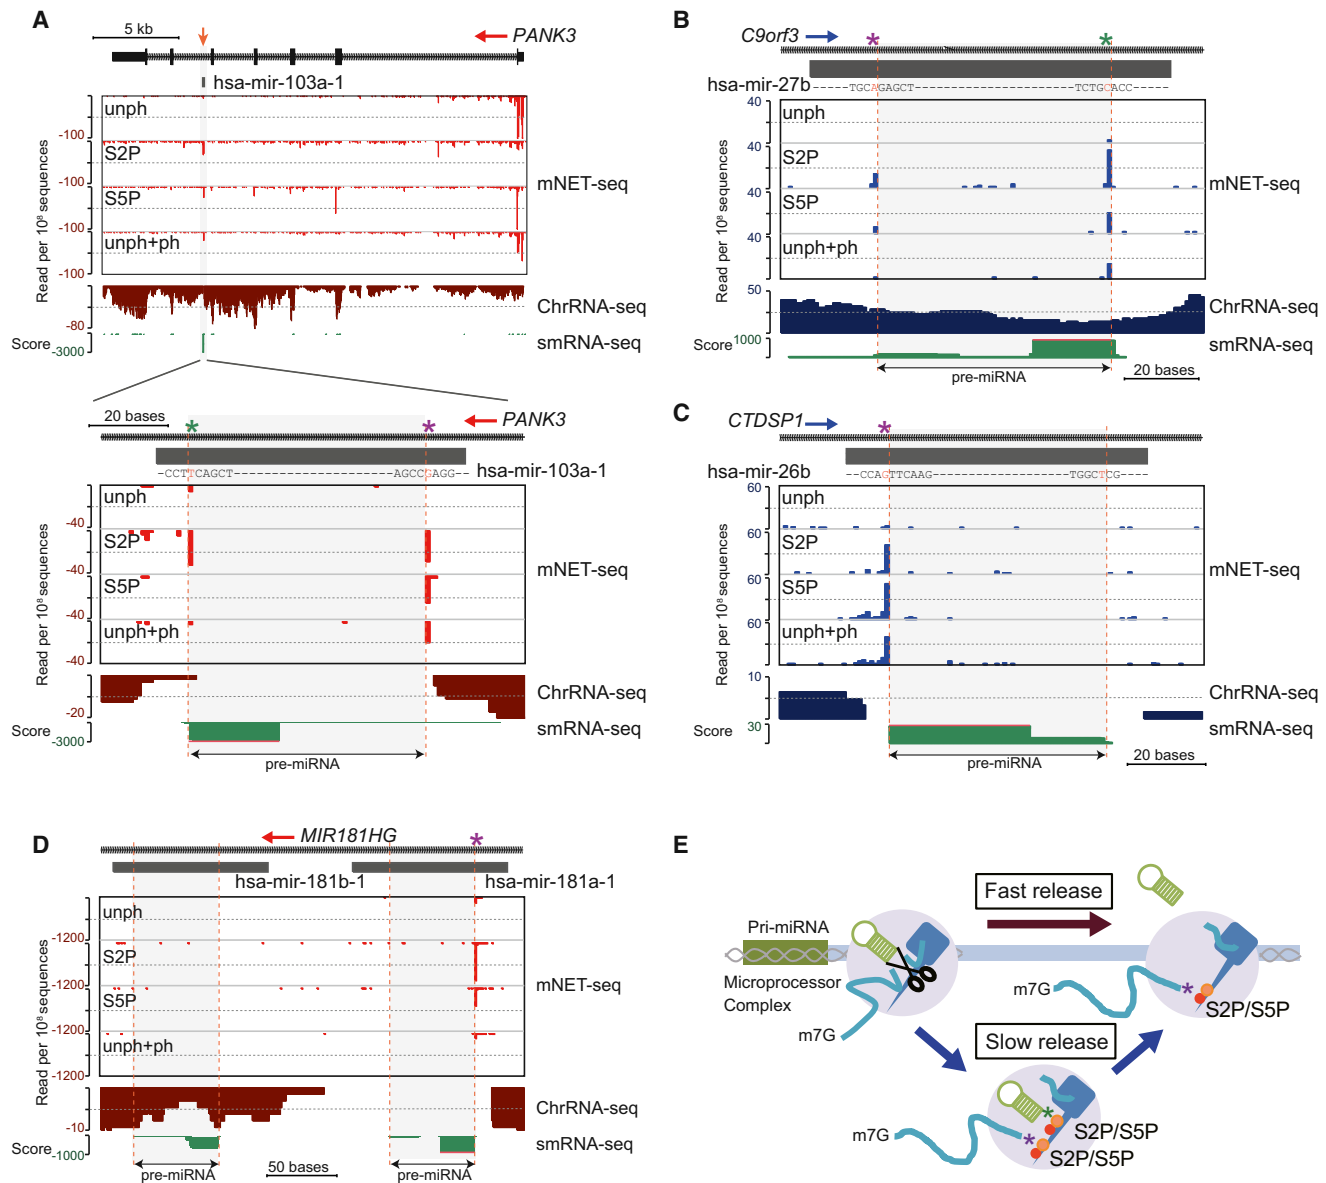 A
5 kb
PANK3
hsa-mir-103a-1
Read per 10⁸ sequences
unph
-100
S2P
-100
S5P
-100
unph+ph
-100
mNET-seq
-80
ChrRNA-seq
Score
-3000
smRNA-seq
20 bases
*
*
PANK3
-CCTTCAGCT--------------------AGCCGAGG--
hsa-mir-103a-1
Read per 10⁸ sequences
unph
-40
S2P
-40
S5P
-40
unph+ph
-40
mNET-seq
-20
ChrRNA-seq
Score
-3000
smRNA-seq
pre-miRNA
B
C9orf3
*
*
hsa-mir-27b
-----TGCAGAGCT--------------------TCTGCACC-----
Read per 10⁸ sequences
40
unph
40
S2P
40
S5P
40
unph+ph
mNET-seq
50
ChrRNA-seq
Score
1000
smRNA-seq
pre-miRNA
20 bases
C
CTDSP1
*
hsa-mir-26b
--CCAGTTCAAG-----------------TGGCTCG---
Read per 10⁸ sequences
60
unph
60
S2P
60
S5P
60
unph+ph
mNET-seq
10
ChrRNA-seq
Score
30
smRNA-seq
pre-miRNA
20 bases
D
MIR181HG
*
hsa-mir-181b-1
hsa-mir-181a-1
Read per 10⁸ sequences
unph
-1200
S2P
-1200
S5P
-1200
unph+ph
-1200
mNET-seq
-10
ChrRNA-seq
Score
-1000
smRNA-seq
pre-miRNA
50 bases
pre-miRNA
E
Fast release
Pri-miRNA
Microprocessor
Complex
m7G
m7G
*
S2P/S5P
Slow release
m7G
*
*
S2P/S5P
S2P/S5P